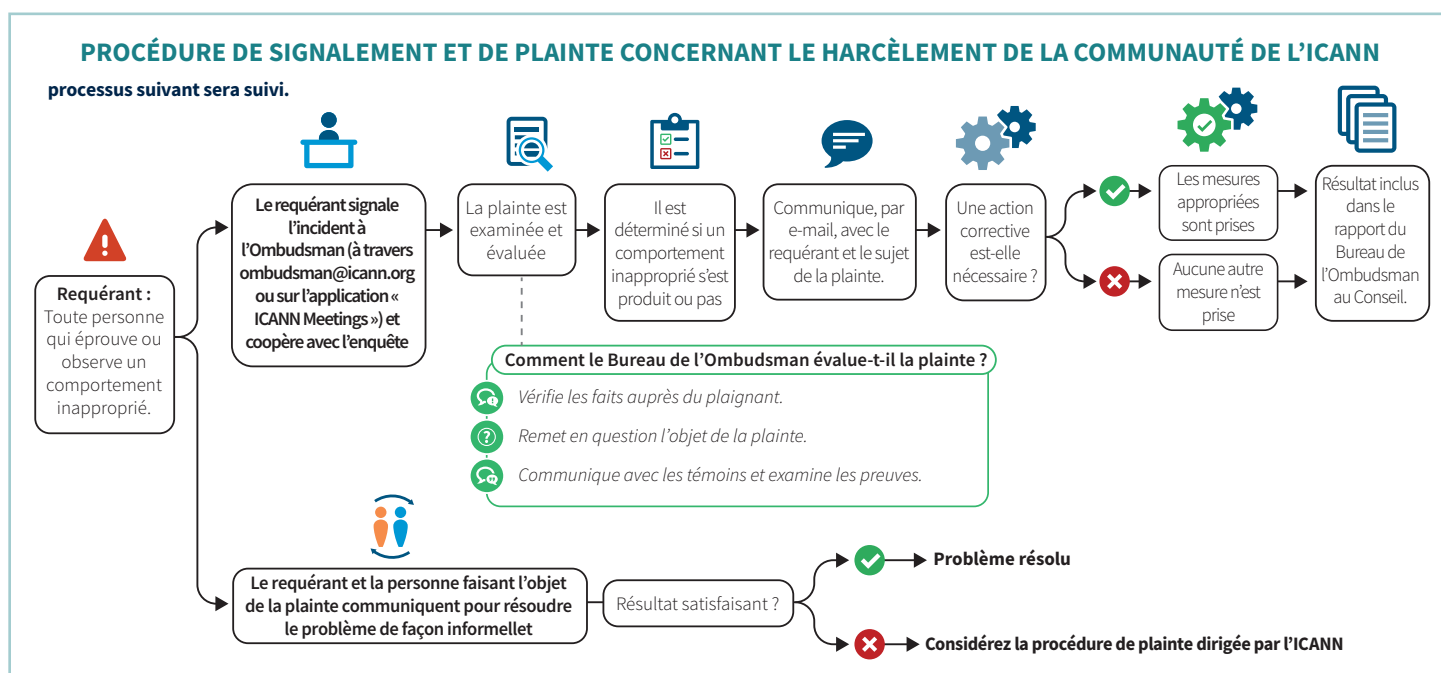 PROCÉDURE DE SIGNALEMENT ET DE PLAINTE CONCERNANT LE HARCÈLEMENT DE LA COMMUNAUTÉ DE L’ICANN
processus suivant sera suivi.
Requérant :
Toute personne
qui éprouve ou
observe un
comportement
inapproprié.
Le requérant signale
l’incident à
l’Ombudsman (à travers
ombudsman@icann.org
ou sur l’application «
ICANN Meetings ») et
coopère avec l’enquête
La plainte est
examinée et
évaluée
Il est
déterminé si un
comportement
inapproprié s’est
produit ou pas
Communique, par
e-mail, avec le
requérant et le sujet
de la plainte.
Une action
corrective
est-elle
nécessaire ?
Les mesures
appropriées
sont prises
Aucune autre
mesure n’est
prise
Résultat inclus
dans le
rapport du
Bureau de
l’Ombudsman
au Conseil.
Comment le Bureau de l’Ombudsman évalue-t-il la plainte ?
Vérifie les faits auprès du plaignant.
Remet en question l’objet de la plainte.
Communique avec les témoins et examine les preuves.
Le requérant et la personne faisant l’objet
de la plainte communiquent pour résoudre
le problème de façon informellet
Résultat satisfaisant ?
Problème résolu
Considérez la procédure de plainte dirigée par l’ICANN